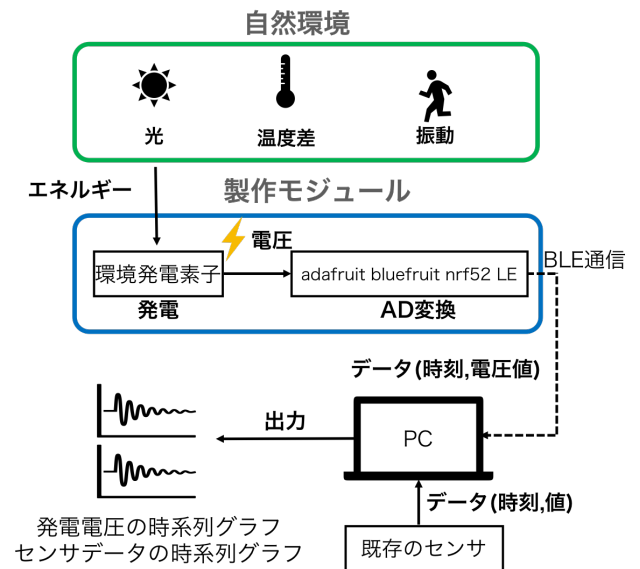 自然環境
光
温度差
振動
エネルギー
製作モジュール
電圧
環境発電素子
adafruit bluefruit nrf52 LE
BLE通信
発電
AD変換
データ(時刻,電圧値)
出力
PC
データ(時刻,値)
発電電圧の時系列グラフ
センサデータの時系列グラフ
既存のセンサ